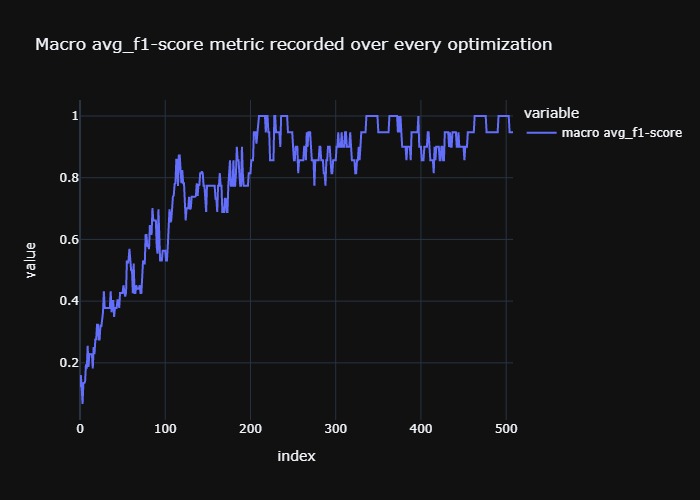 Macro avg_f1-score metric recorded over every optimization
variable
macro avg_f1-score
1
0.8
0.6
0.4
0.2
value
0 100 200 300 400 500
index